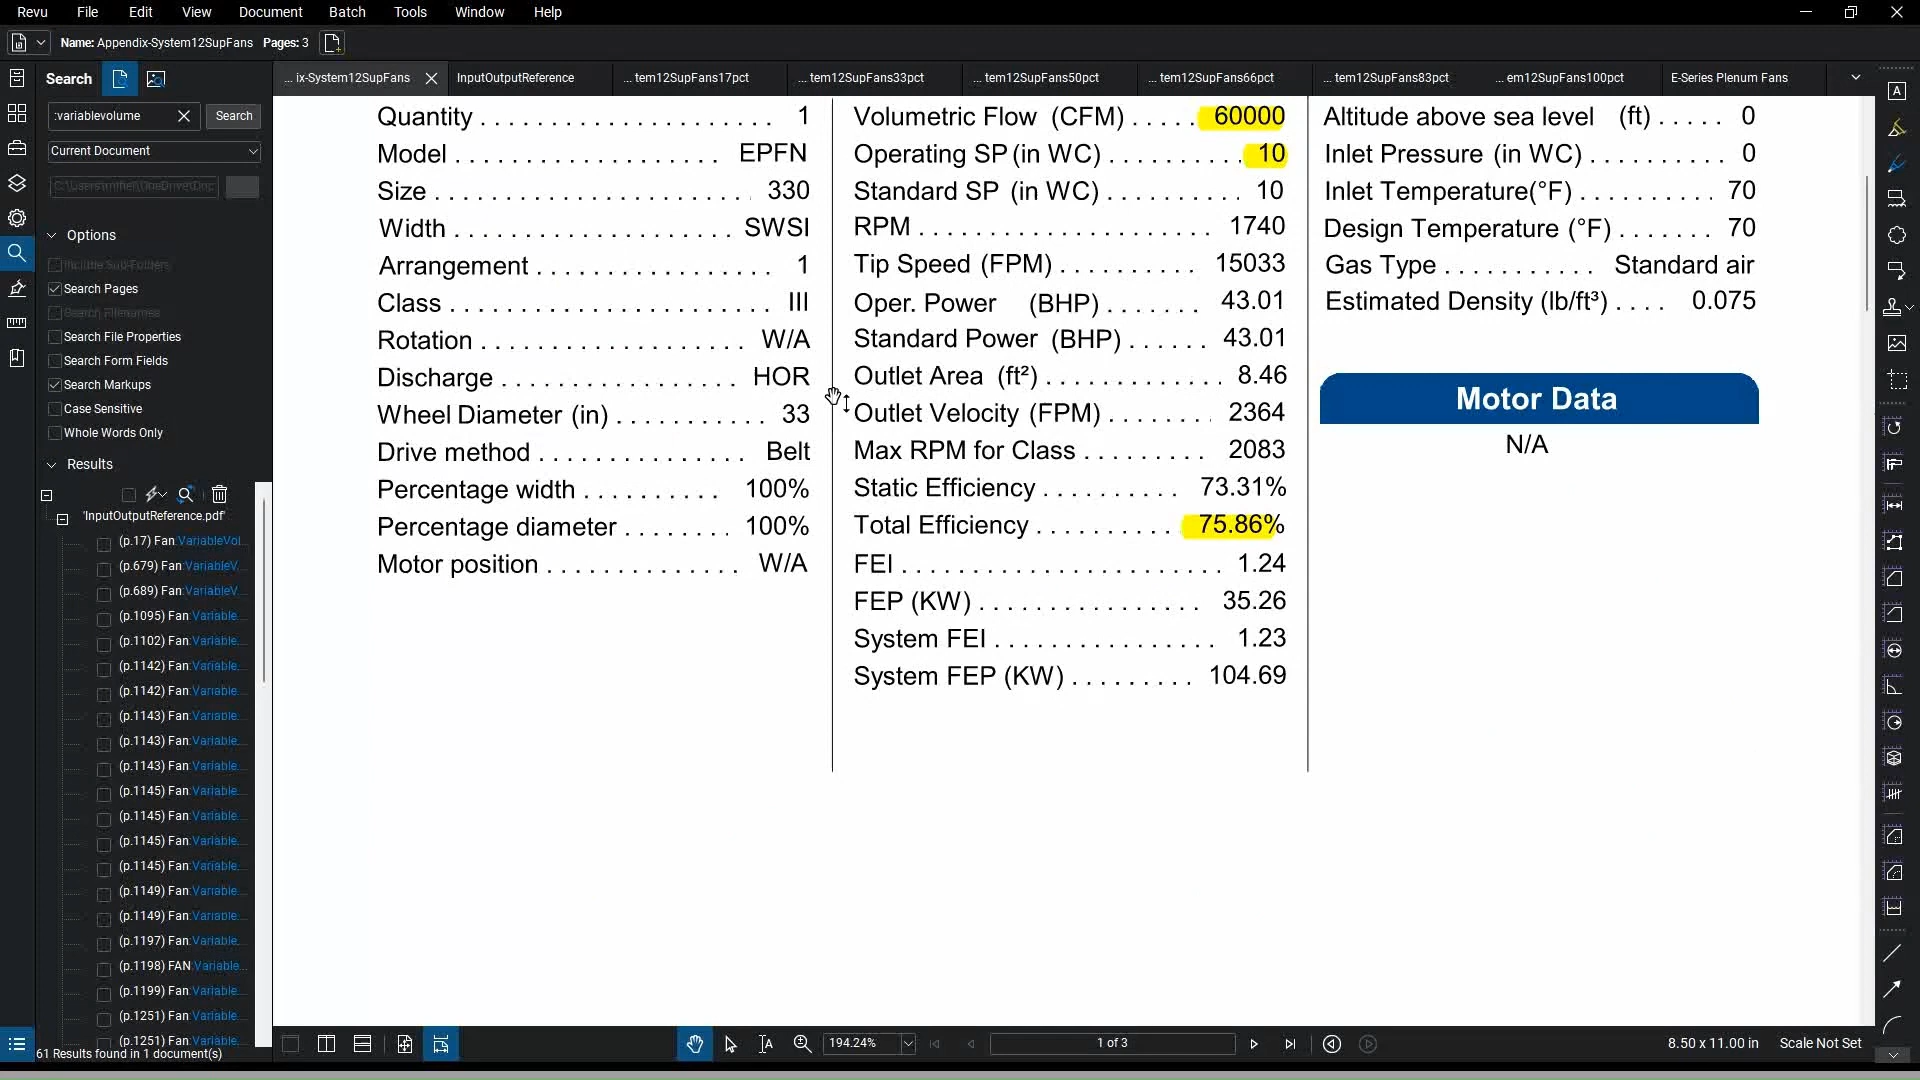 Revu File Edit View Document Batch Tools Window Help
Name: Appendix-System12SupFans Pages: 3
Search
... ix-System12SupFans
InputOutputReference
... tem12SupFans17pct
... tem12SupFans33pct
... tem12SupFans50pct
... tem12SupFans66pct
... tem12SupFans83pct
... em12SupFans100pct
E-Series Plenum Fans
:variablevolume
Search
Current Document
Options
Include Sub-Folders
Search Pages
Search Filenames
Search File Properties
Search Form Fields
Search Markups
Case Sensitive
Whole Words Only
Results
'InputOutputReference.pdf'
(p.17) Fan:VariableVol...
(p.679) Fan:VariableV...
(p.689) Fan:VariableV...
(p.1095) Fan:Variable...
(p.1102) Fan:Variable...
(p.1142) Fan:Variable...
(p.1142) Fan:Variable...
(p.1143) Fan:Variable...
(p.1143) Fan:Variable...
(p.1143) Fan:Variable...
(p.1145) Fan:Variable...
(p.1145) Fan:Variable...
(p.1145) Fan:Variable...
(p.1145) Fan:Variable...
(p.1149) Fan:Variable...
(p.1149) Fan:Variable...
(p.1197) Fan:Variable...
(p.1198) FAN:Variable...
(p.1199) Fan:Variable...
(p.1251) Fan:Variable...
(p.1251) Fan:Variable...
61 Results found in 1 document(s)
Quantity . . . . . . . . . . . . . . . . . . . . . . 1
Model . . . . . . . . . . . . . . . . . . . EPFN
Size . . . . . . . . . . . . . . . . . . . . . . . 330
Width . . . . . . . . . . . . . . . . . . . . SWSI
Arrangement . . . . . . . . . . . . . . . . . . 1
Class . . . . . . . . . . . . . . . . . . . . . . . . III
Rotation . . . . . . . . . . . . . . . . . . . W/A
Discharge . . . . . . . . . . . . . . . . . HOR
Wheel Diameter (in) . . . . . . . . . . . . 33
Drive method . . . . . . . . . . . . . . . Belt
Percentage width . . . . . . . . . . 100%
Percentage diameter . . . . . . . . 100%
Motor position . . . . . . . . . . . . . . W/A
Volumetric Flow (CFM) . . . . . 60000
Operating SP (in WC) . . . . . . . . . . 10
Standard SP (in WC) . . . . . . . . . . 10
RPM . . . . . . . . . . . . . . . . . . . . . 1740
Tip Speed (FPM) . . . . . . . . . . 15033
Oper. Power (BHP) . . . . . . . 43.01
Standard Power (BHP) . . . . . . 43.01
Outlet Area (ft²) . . . . . . . . . . . . . 8.46
Outlet Velocity (FPM) . . . . . . . . 2364
Max RPM for Class . . . . . . . . . 2083
Static Efficiency . . . . . . . . . . 73.31%
Total Efficiency . . . . . . . . . . . 75.86%
FEI . . . . . . . . . . . . . . . . . . . . . . . 1.24
FEP (KW) . . . . . . . . . . . . . . . . 35.26
System FEI . . . . . . . . . . . . . . . . 1.23
System FEP (KW) . . . . . . . . . 104.69
Altitude above sea level (ft) . . . . . 0
Inlet Pressure (in WC) . . . . . . . . . . 0
Inlet Temperature(°F) . . . . . . . . . . 70
Design Temperature (°F) . . . . . . . 70
Gas Type . . . . . . . . . . . Standard air
Estimated Density (lb/ft³) . . . . 0.075
Motor Data
N/A
194.24%
1 of 3
8.50 x 11.00 in
Scale Not Set